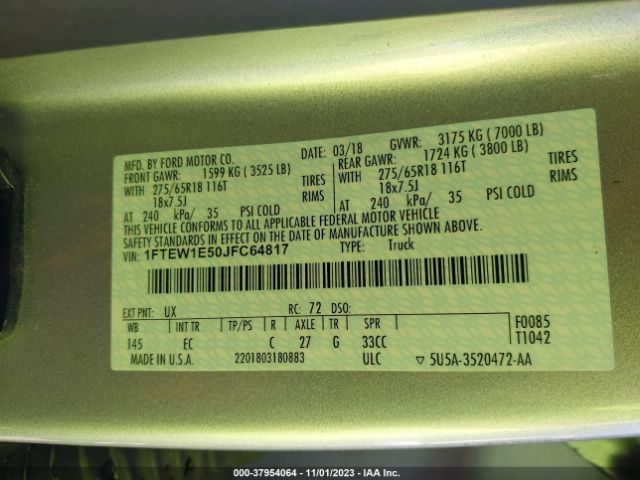 MFD. BY FORD MOTOR CO. DATE: 03/18 GVWR: 3175 KG ( 7000 LB)
FRONT GAWR: 1599 KG ( 3525 LB) REAR GAWR: 1724 KG ( 3800 LB)
WITH 275/65R18 116T TIRES WITH 275/65R18 116T TIRES
18x7.5J RIMS 18x7.5J RIMS
AT 240 kPa/ 35 PSI COLD AT 240 kPa/ 35 PSI COLD
THIS VEHICLE CONFORMS TO ALL APPLICABLE FEDERAL MOTOR VEHICLE
SAFETY STANDARDS IN EFFECT ON THE DATE OF MANUFACTURE SHOWN ABOVE.
VIN: 1FTEW1E50JFC64817 TYPE: Truck
EXT PNT: UX RC: 72 DSO:
WB INT TR TP/PS R AXLE TR SPR F0085
145 EC C 27 G 33CC T1042
MADE IN U.S.A. 2201803180883 ULC ▽ 5U5A-3520472-AA
000-37954064 - 11/01/2023 - IAA Inc.